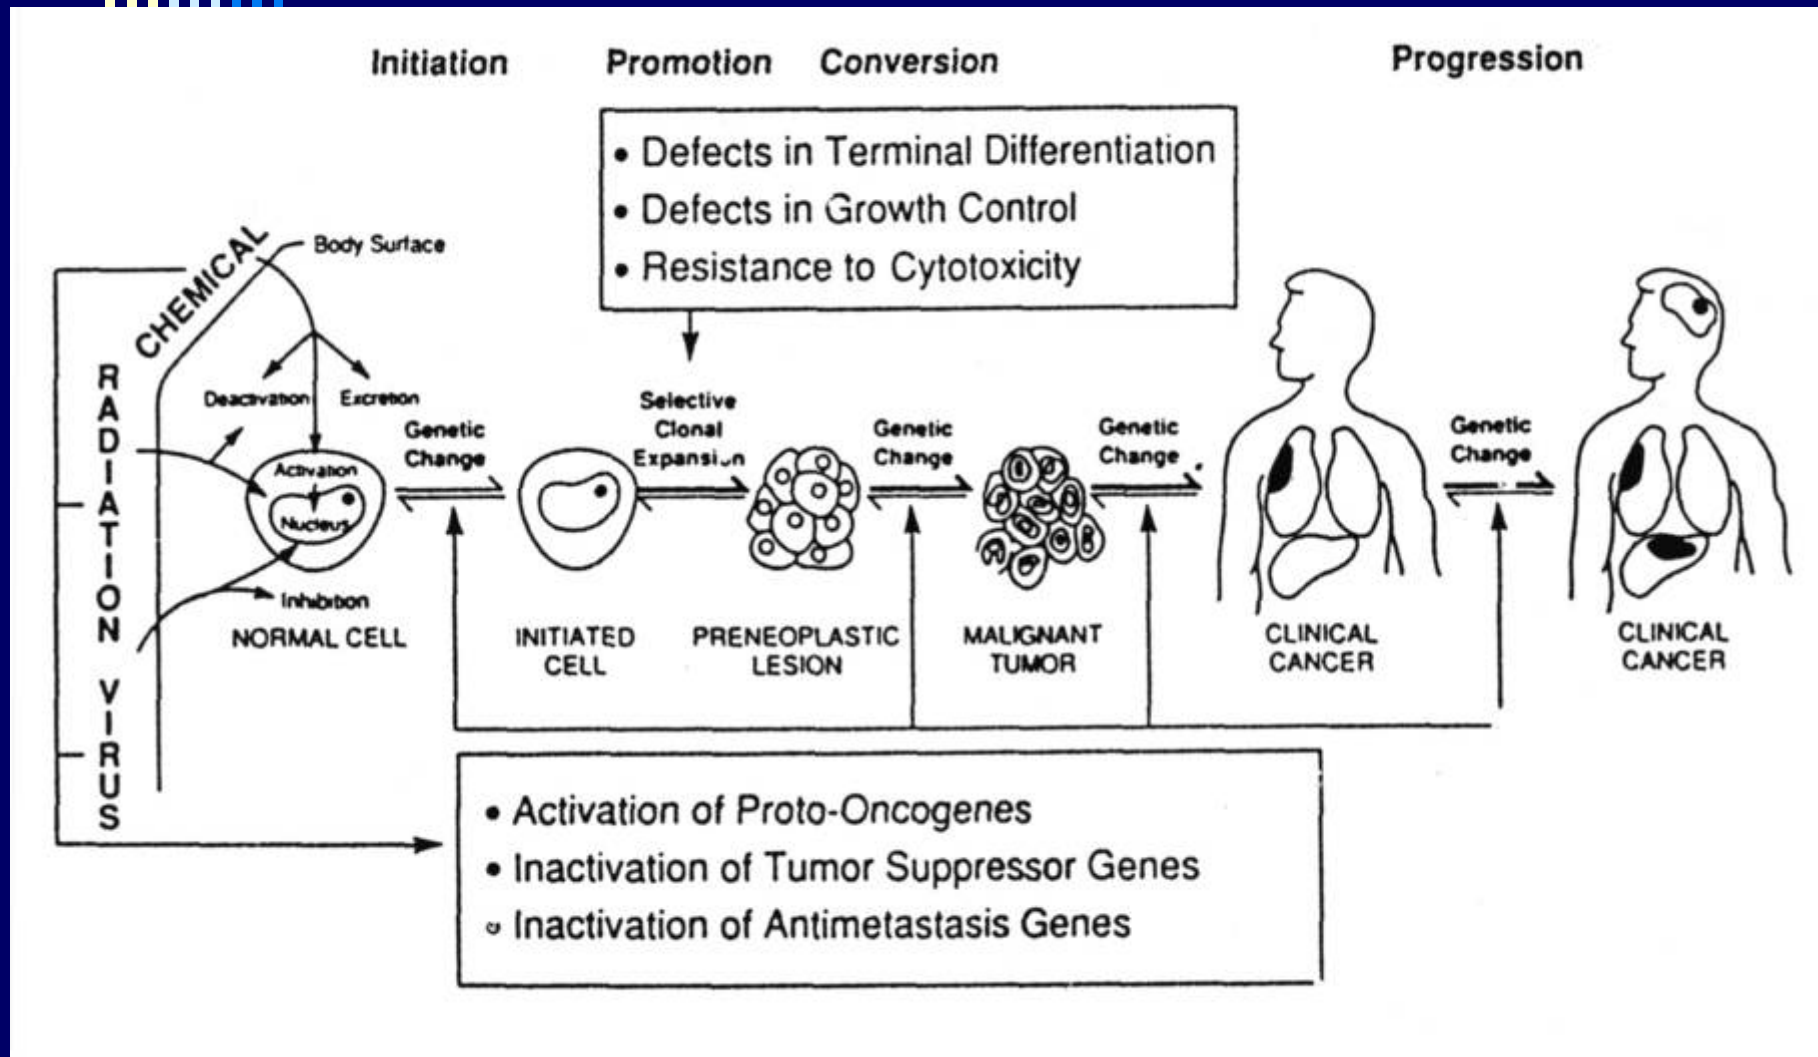 Initiation
Promotion
Conversion
Progression
• Defects in Terminal Differentiation
• Defects in Growth Control
• Resistance to Cytotoxicity
CHEMICAL
Body Surface
RADIATION
VIRUS
Deactivation
Excretion
Activation
Nucleus
Inhibition
NORMAL CELL
Genetic
Change
INITIATED
CELL
Selective
Clonal
Expansion
PRENEOPLASTIC
LESION
Genetic
Change
MALIGNANT
TUMOR
Genetic
Change
CLINICAL
CANCER
Genetic
Change
CLINICAL
CANCER
• Activation of Proto-Oncogenes
• Inactivation of Tumor Suppressor Genes
• Inactivation of Antimetastasis Genes